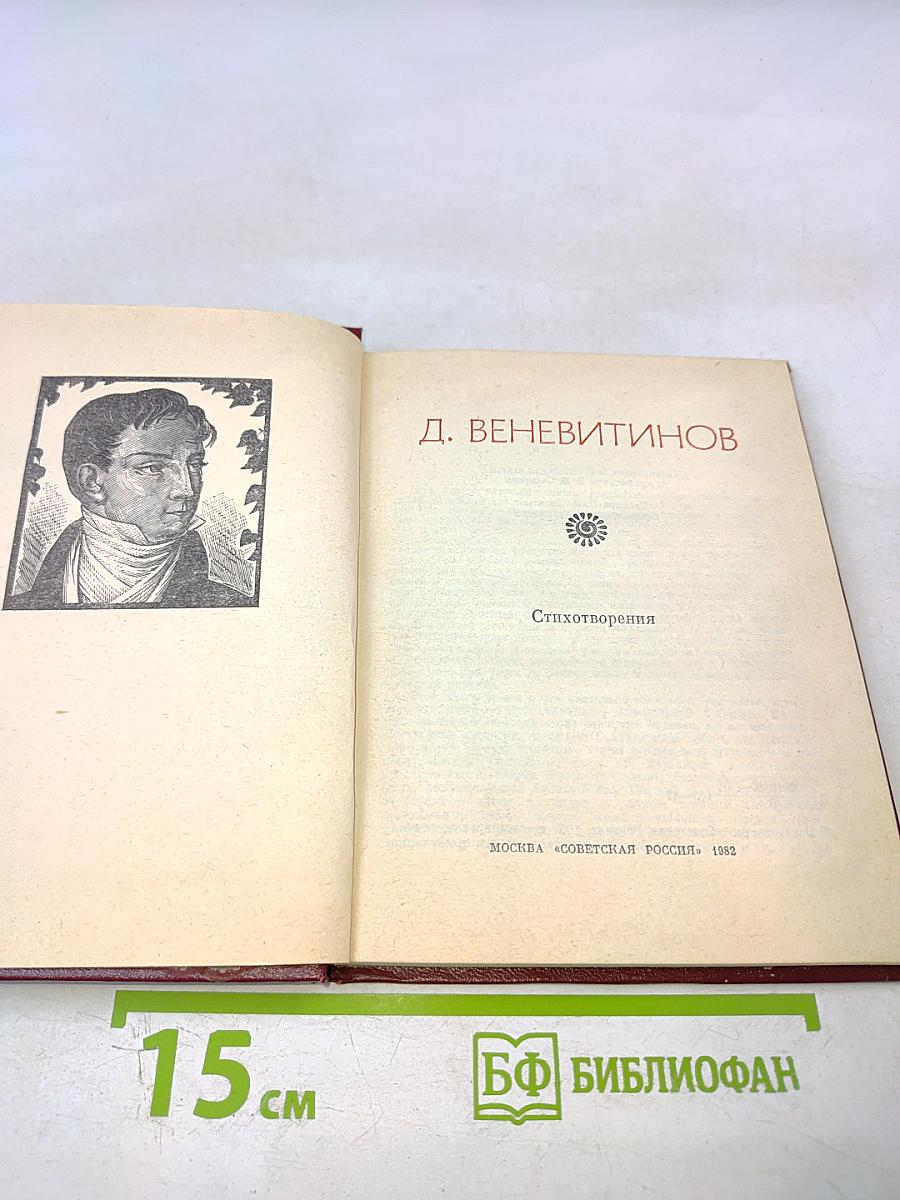 Д. ВЕНЕВИТИНОВ
Стихотворения
МОСКВА «СОВЕТСКАЯ РОССИЯ» 1982
15 см
БФ БИБЛИОФАН